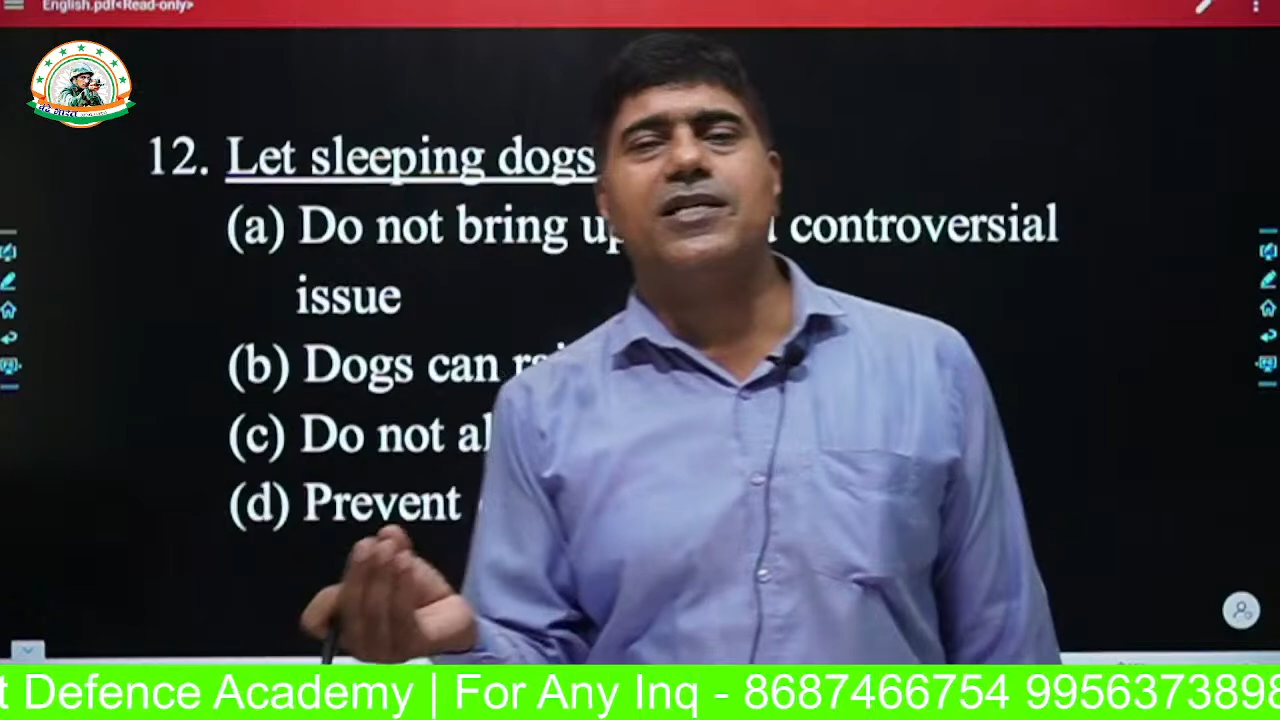 English.pdf<Read-only>
12. Let sleeping dogs
(a) Do not bring up controversial
issue
(b) Dogs can
(c) Do not
(d) Prevent
t Defence Academy | For Any Inq - 8687466754 9956373898